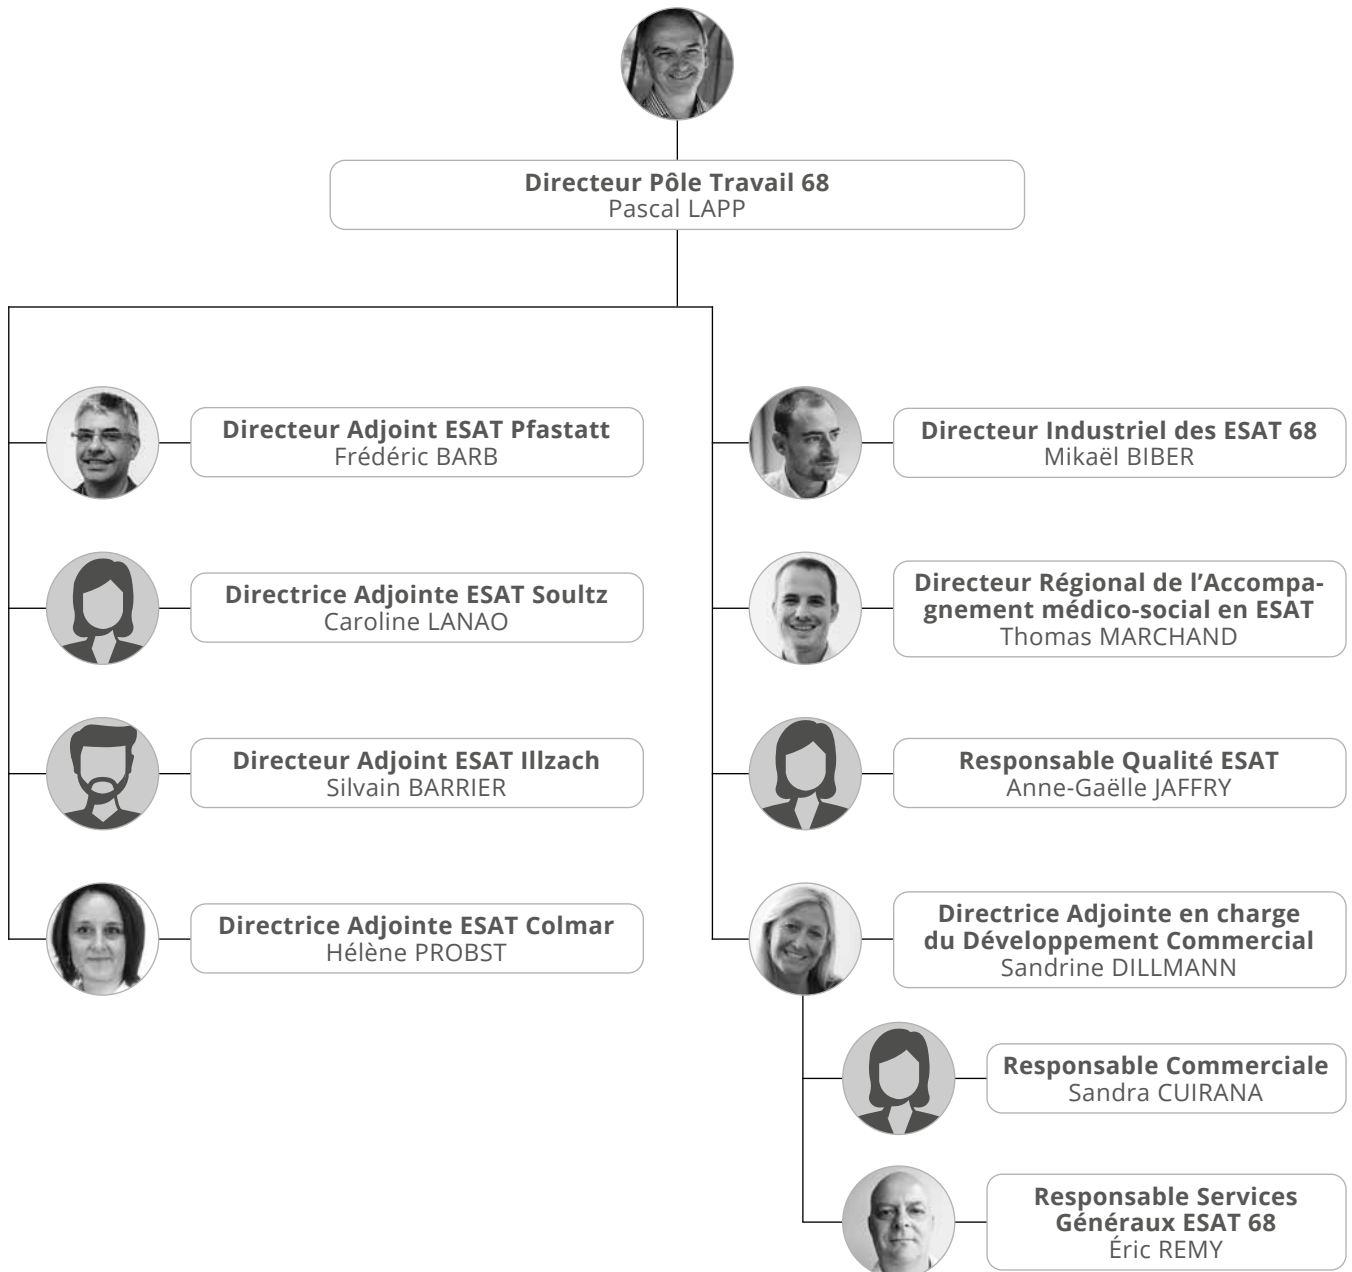 Directeur Pôle Travail 68
Pascal LAPP
Directeur Adjoint ESAT Pfastatt
Frédéric BARB
Directrice Adjointe ESAT Soultz
Caroline LANAO
Directeur Adjoint ESAT Illzach
Silvain BARRIER
Directrice Adjointe ESAT Colmar
Hélène PROBST
Directeur Industriel des ESAT 68
Mikaël BIBER
Directeur Régional de l’Accompa-
gnement médico-social en ESAT
Thomas MARCHAND
Responsable Qualité ESAT
Anne-Gaëlle JAFFRY
Directrice Adjointe en charge
du Développement Commercial
Sandrine DILLMANN
Responsable Commerciale
Sandra CUIRANA
Responsable Services
Généraux ESAT 68
Éric REMY